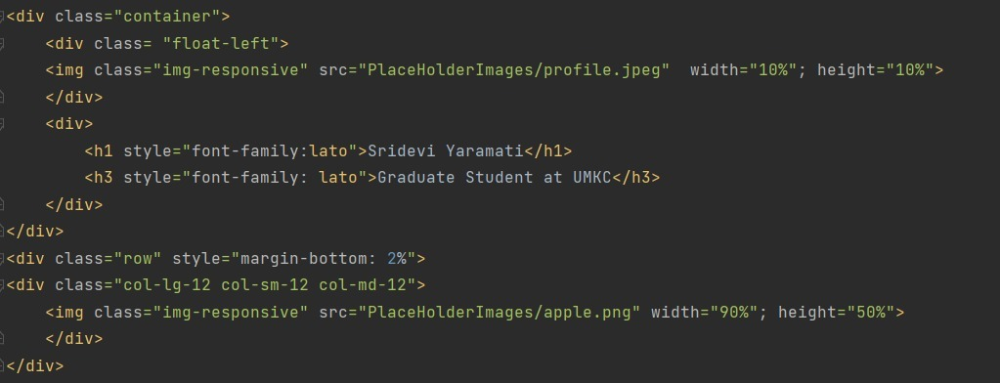 <div class="container">
    <div class= "float-left">
    <img class="img-responsive" src="PlaceHolderImages/profile.jpeg"  width="10%"; height="10%">
    </div>
    <div>
        <h1 style="font-family:lato">Sridevi Yaramati</h1>
        <h3 style="font-family: lato">Graduate Student at UMKC</h3>
    </div>
</div>
<div class="row" style="margin-bottom: 2%">
<div class="col-lg-12 col-sm-12 col-md-12">
    <img class="img-responsive" src="PlaceHolderImages/apple.png" width="90%"; height="50%">
    </div>
</div>